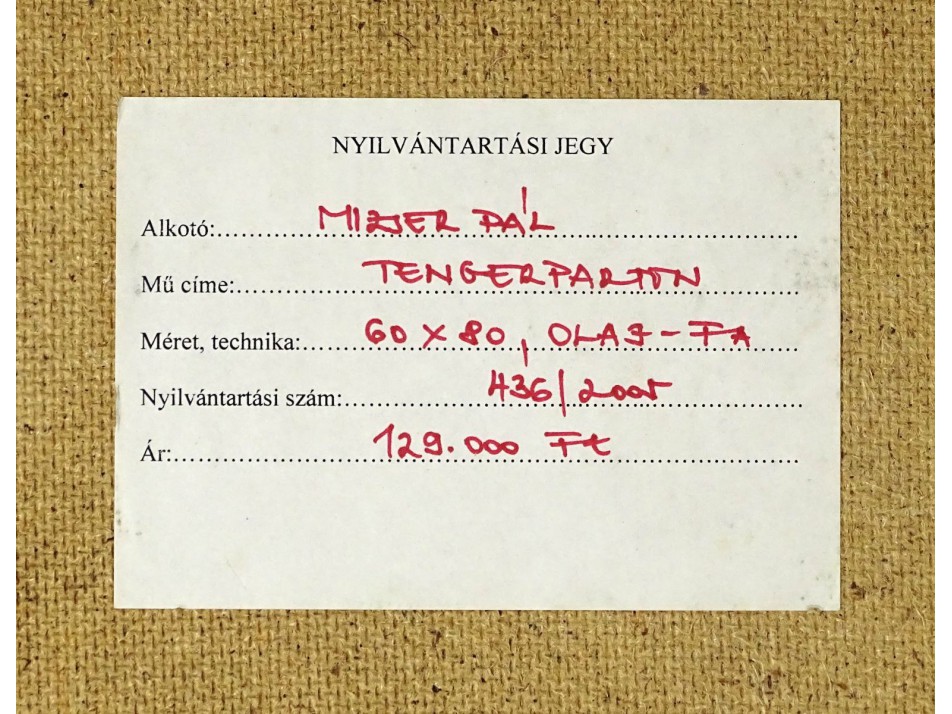 NYILVÁNTARTÁSI JEGY
Alkotó: MIZSER PÁL
Mű címe: TENGERPARTON
Méret, technika: 60 X 80, OLAJ-FA
Nyilvántartási szám: 436/2005
Ár: 129.000 Ft